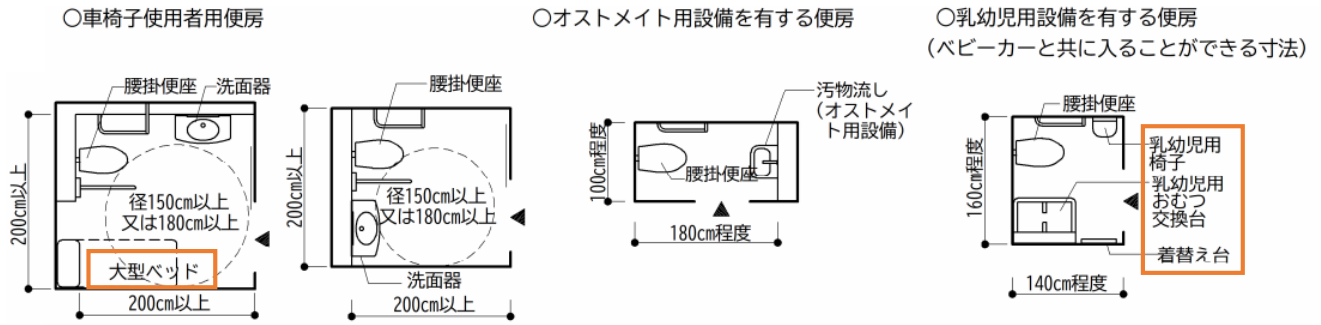 ○車椅子使用者用便房
○オストメイト用設備を有する便房
○乳幼児用設備を有する便房
（ベビーカーと共に入ることができる寸法）
腰掛便座
洗面器
200cm以上
径150cm以上
又は180cm以上
大型ベッド
200cm以上
腰掛便座
200cm以上
径150cm以上
又は180cm以上
洗面器
200cm以上
汚物流し
（オストメイ
ト用設備）
100cm程度
腰掛便座
180cm程度
腰掛便座
160cm程度
乳幼児用
椅子
乳幼児用
おむつ
交換台
着替え台
140cm程度